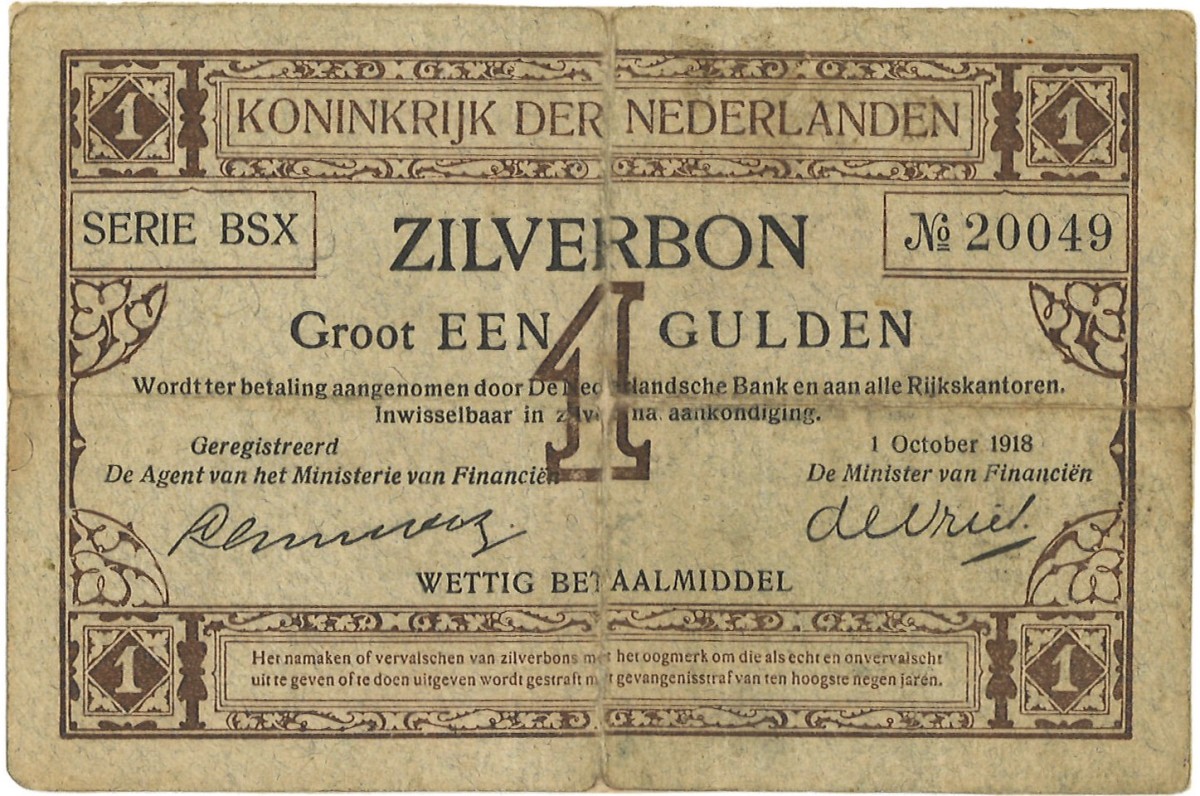 1 KONINKRIJK DER NEDERLANDEN 1
SERIE BSX ZILVERBON № 20049
Groot EEN 1 GULDEN
Wordt ter betaling aangenomen door De Nederlandsche Bank en aan alle Rijkskantoren.
Inwisselbaar in zilver na aankondiging.
Geregistreerd 1 October 1918
De Agent van het Ministerie van Financiën De Minister van Financiën
de Vries.
WETTIG BETAALMIDDEL
1 Het namaken of vervalschen van zilverbons met het oogmerk om die als echt en onvervalscht 1
uit te geven of te doen uitgeven wordt gestraft met gevangenisstraf van ten hoogste negen jaren.